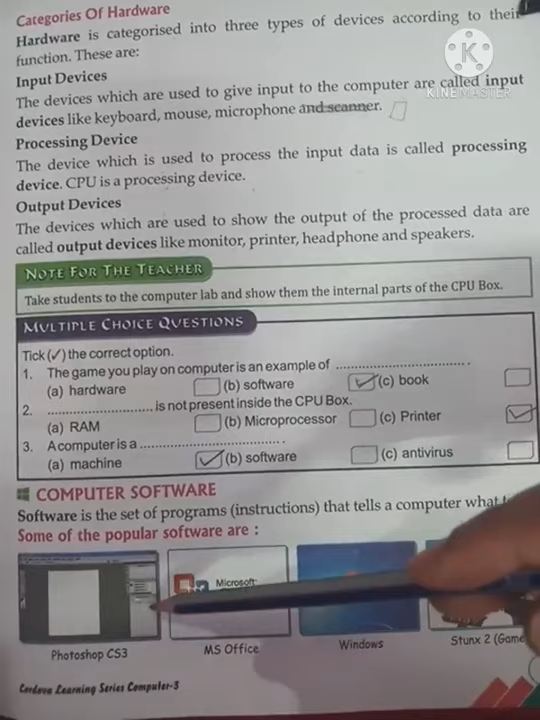 Categories Of Hardware
Hardware is categorised into three types of devices according to their
function. These are:
Input Devices
The devices which are used to give input to the computer are called input
devices like keyboard, mouse, microphone and scanner.
KINEMASTER
Processing Device
The device which is used to process the input data is called processing
device. CPU is a processing device.
Output Devices
The devices which are used to show the output of the processed data are
called output devices like monitor, printer, headphone and speakers.
NOTE FOR THE TEACHER
Take students to the computer lab and show them the internal parts of the CPU Box.
MULTIPLE CHOICE QUESTIONS
Tick (✓) the correct option.
1. The game you play on computer is an example of ..............................
(a) hardware (b) software ✓ (c) book
2. ........................ is not present inside the CPU Box.
(a) RAM (b) Microprocessor (c) Printer ✓
3. A computer is a ..................................
(a) machine ✓ (b) software (c) antivirus
COMPUTER SOFTWARE
Software is the set of programs (instructions) that tells a computer what
Some of the popular software are :
Microsoft
Photoshop CS3 MS Office Windows Stunx 2 (Game
Cordova Learning Series Computer-3